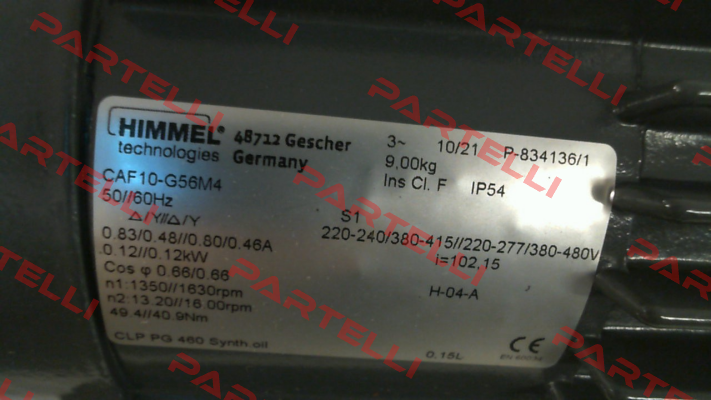 HIMMEL®
technologies
48712 Gescher
Germany
3~ 10/21 P-834136/1
9,00kg
Ins Cl. F IP54
CAF10-G56M4
50//60Hz
△/Y//△/Y S1
0.83/0.48//0.80/0.46A 220-240/380-415//220-277/380-480V
0.12//0.12kW i=102,15
Cos φ 0.66/0.66
n1:1350//1630rpm H-04-A
n2:13.20//16.00rpm
49.4//40.9Nm
CLP PG 460 Synth.oil 0.15L CE
PARTELLI
PARTELLI
PARTELLI
PARTELLI
PARTELLI
PARTELLI
PARTELLI
PARTELLI